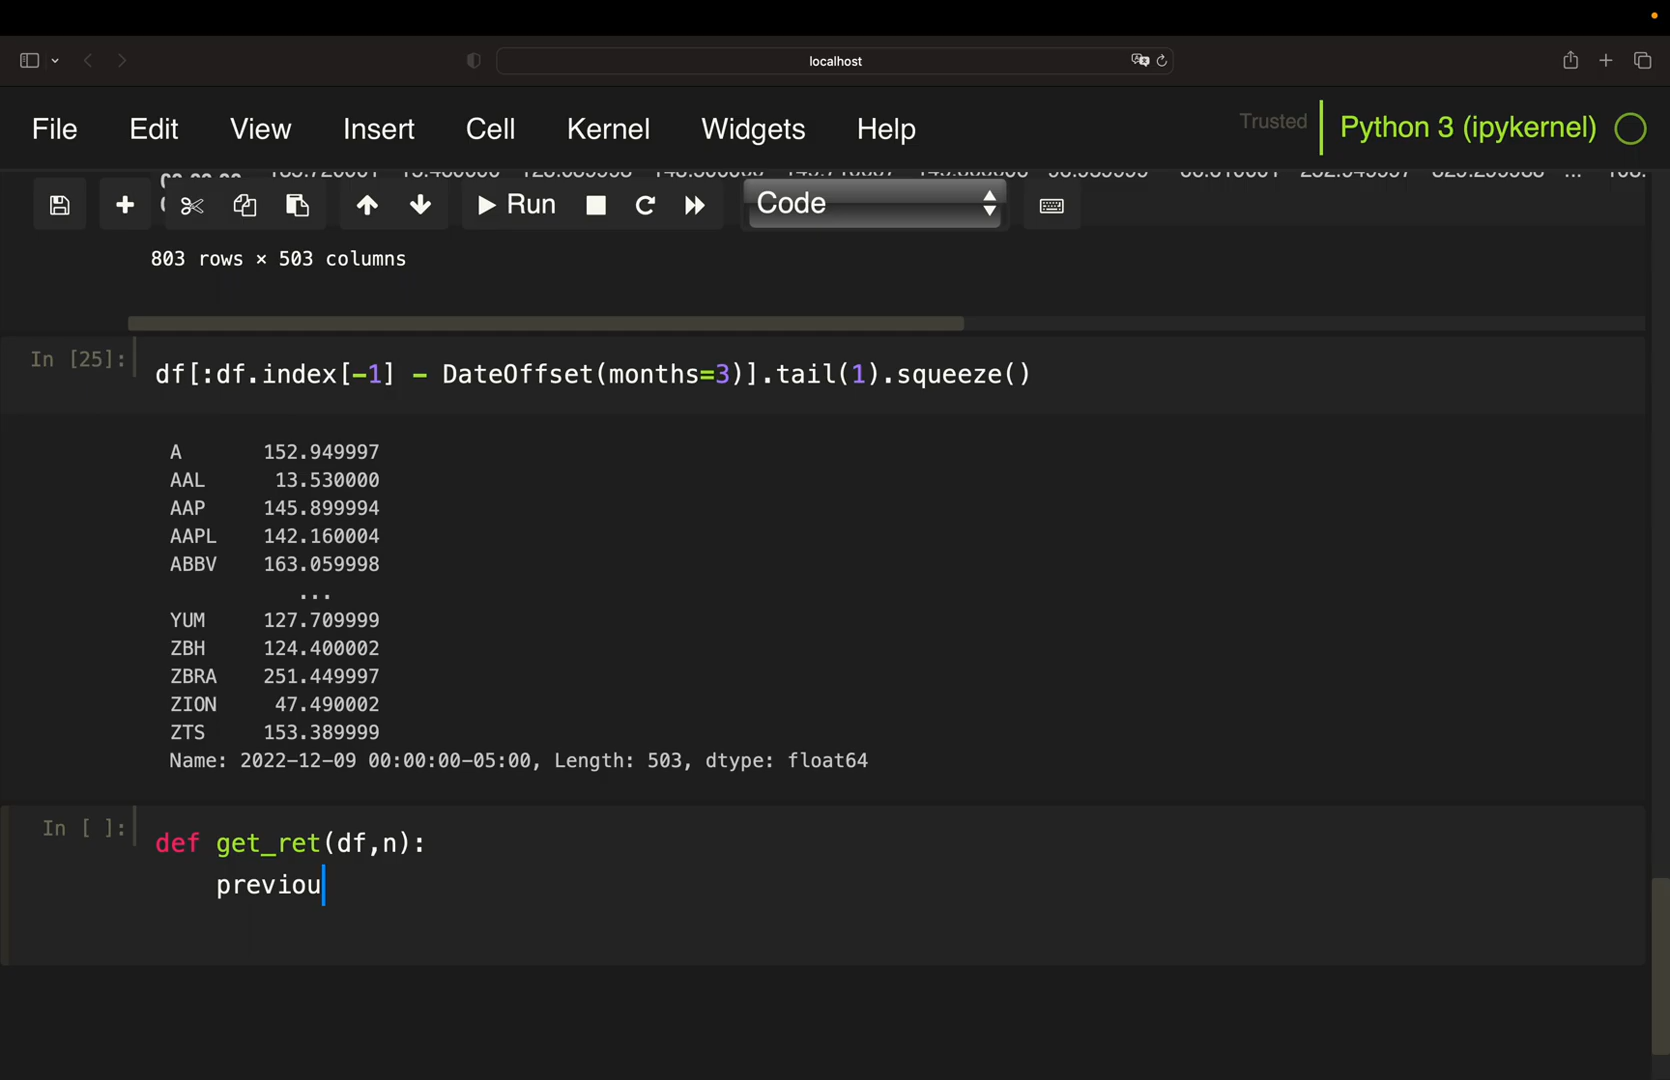 localhost
File Edit View Insert Cell Kernel Widgets Help Trusted Python 3 (ipykernel)
Run Code
803 rows × 503 columns
In [25]: df[:df.index[-1] - DateOffset(months=3)].tail(1).squeeze()
A 152.949997
AAL 13.530000
AAP 145.899994
AAPL 142.160004
ABBV 163.059998
...
YUM 127.709999
ZBH 124.400002
ZBRA 251.449997
ZION 47.490002
ZTS 153.389999
Name: 2022-12-09 00:00:00-05:00, Length: 503, dtype: float64
In [ ]: def get_ret(df,n):
previou